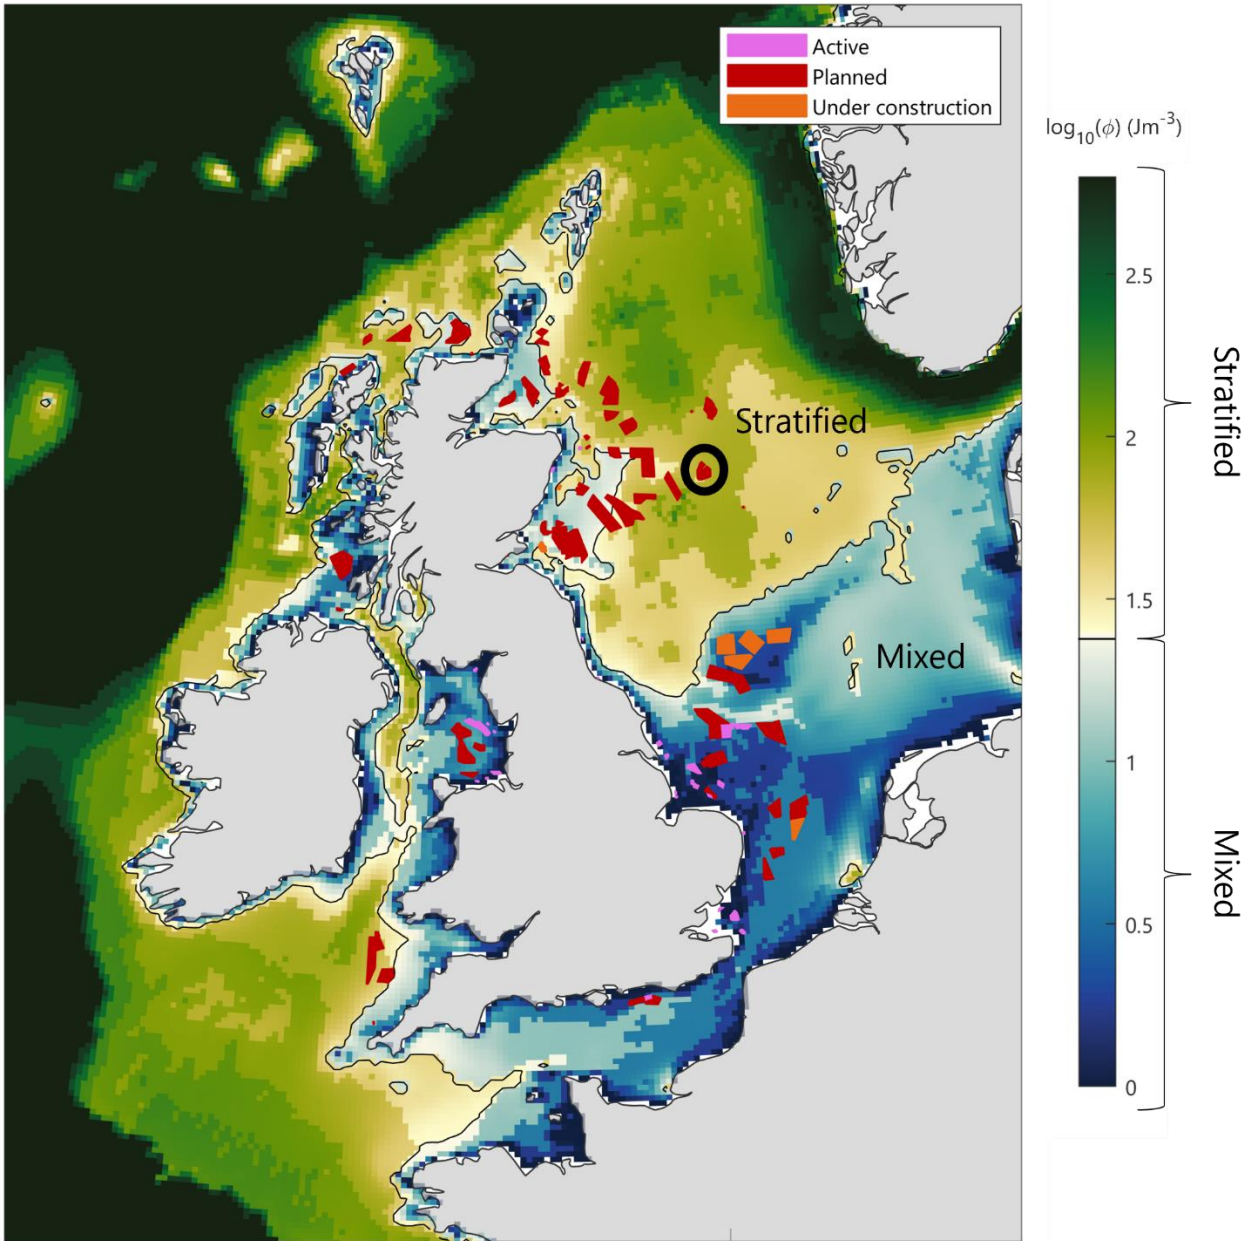 Active
Planned
Under construction
log₁₀(ϕ) (Jm⁻³)
2.5
2
1.5
1
0.5
0
Stratified
Mixed
Stratified
Mixed